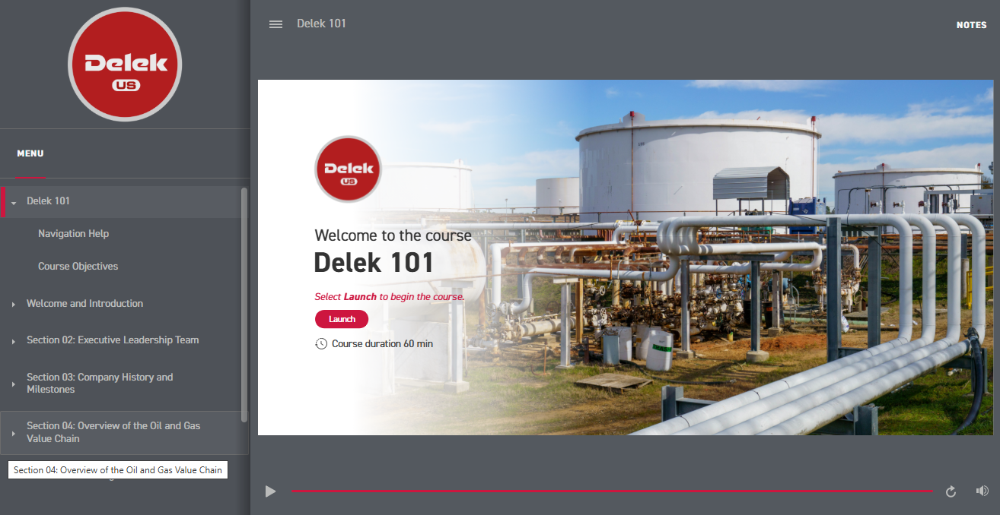 Delek
US
MENU
Delek 101
Navigation Help
Course Objectives
Welcome and Introduction
Section 02: Executive Leadership Team
Section 03: Company History and
Milestones
Section 04: Overview of the Oil and Gas
Value Chain
Section 04: Overview of the Oil and Gas Value Chain
Delek 101
NOTES
Delek
US
Welcome to the course
Delek 101
Select Launch to begin the course.
Launch
Course duration 60 min
TRASH